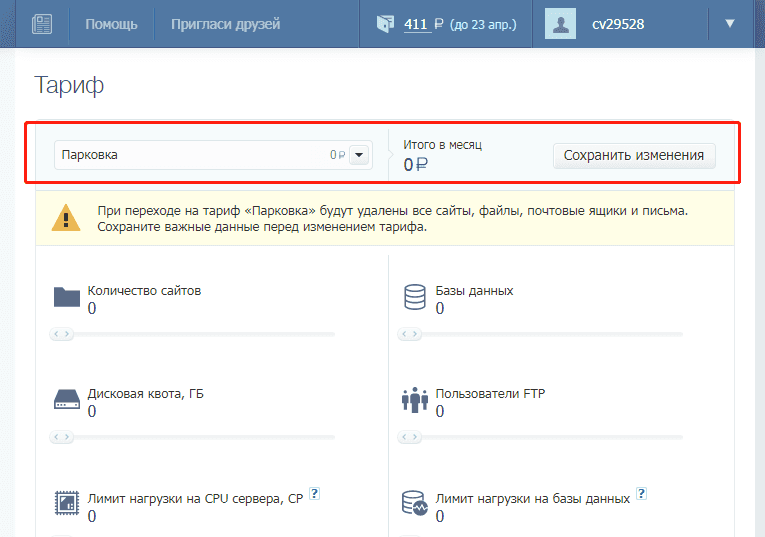 Помощь
Пригласи друзей
411 ₽ (до 23 апр.)
cv29528
Тариф
Парковка 0 ₽
Итого в месяц
0 ₽
Сохранить изменения
При переходе на тариф «Парковка» будут удалены все сайты, файлы, почтовые ящики и письма.
Сохраните важные данные перед изменением тарифа.
Количество сайтов
0
Базы данных
0
Дисковая квота, ГБ
0
Пользователи FTP
0
Лимит нагрузки на CPU сервера, CP ?
0
Лимит нагрузки на базы данных ?
0